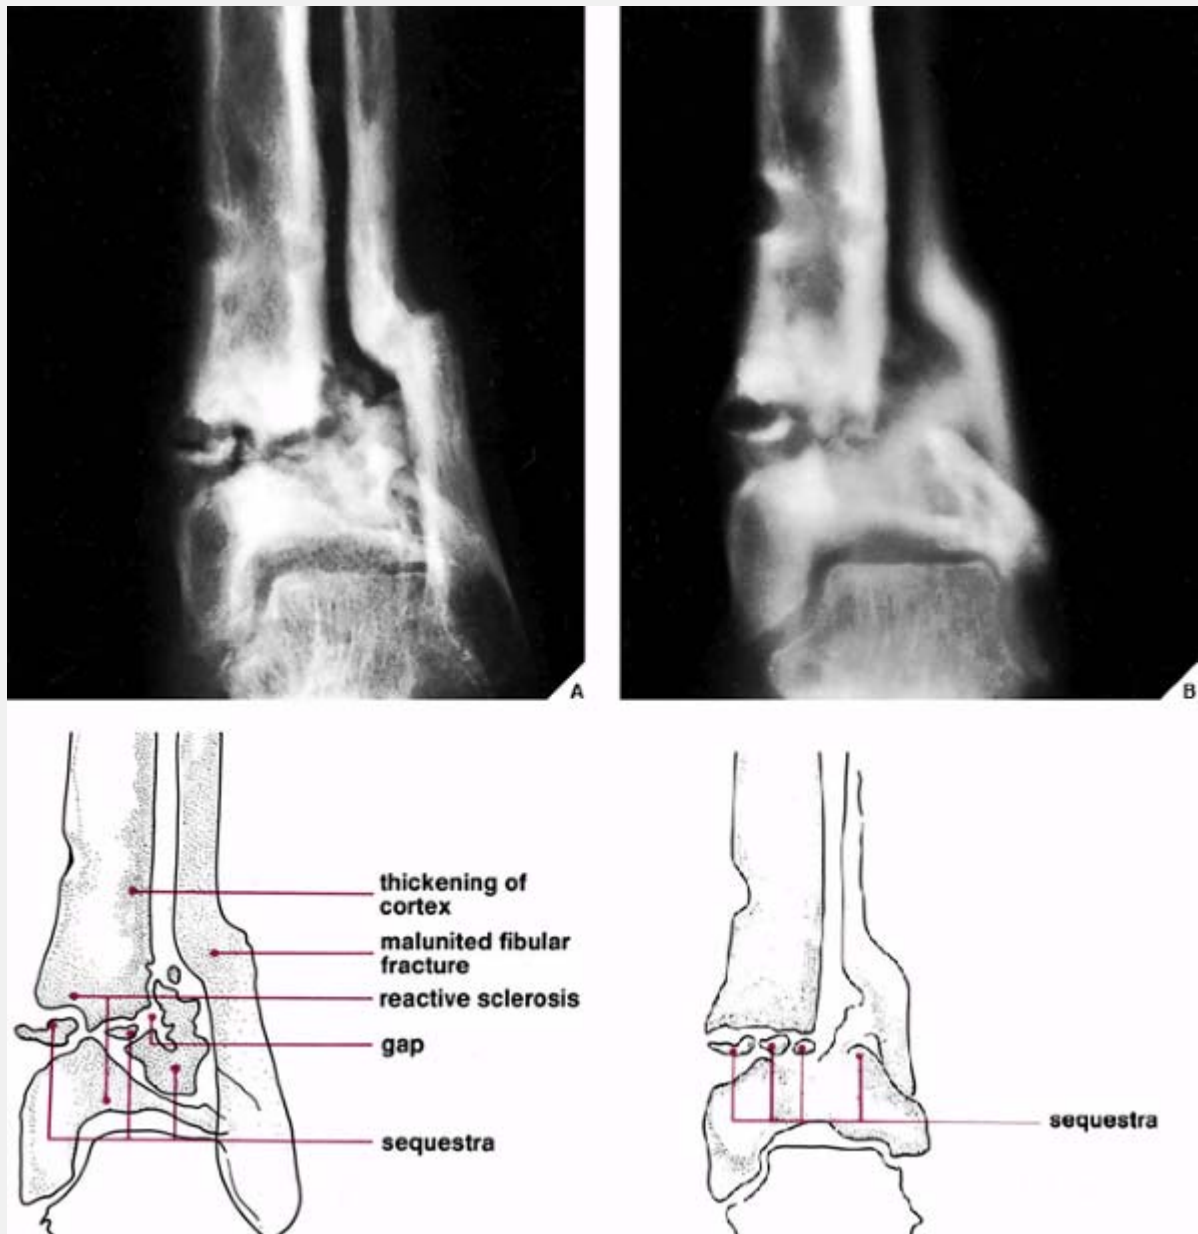 A
B
thickening of
cortex
malunited fibular
fracture
reactive sclerosis
gap
sequestra
sequestra